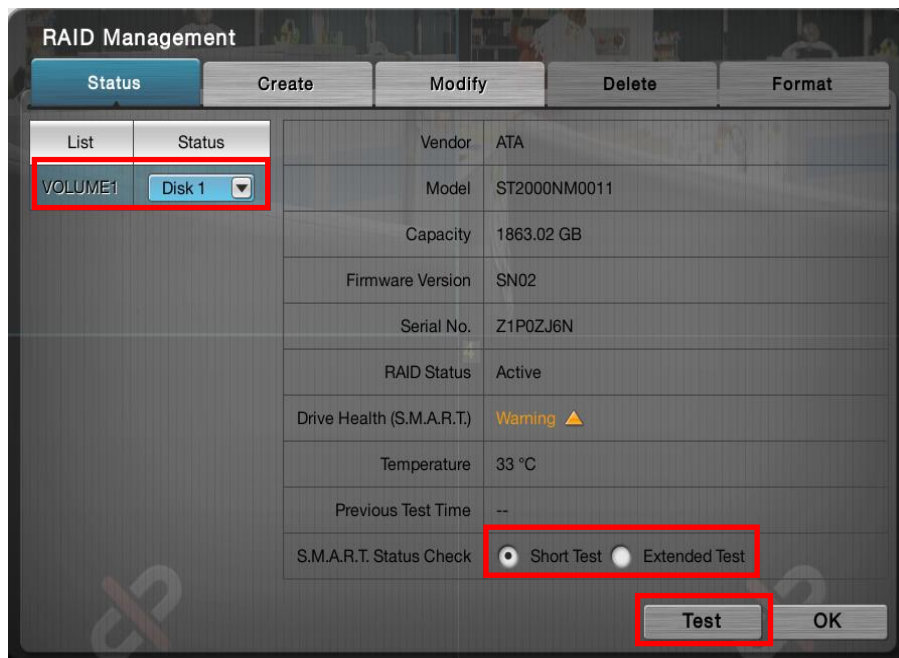 RAID Management
Status Create Modify Delete Format
List Status
VOLUME1 Disk 1
Vendor ATA
Model ST2000NM0011
Capacity 1863.02 GB
Firmware Version SN02
Serial No. Z1P0ZJ6N
RAID Status Active
Drive Health (S.M.A.R.T.) Warning
Temperature 33 °C
Previous Test Time --
S.M.A.R.T. Status Check Short Test Extended Test
Test OK